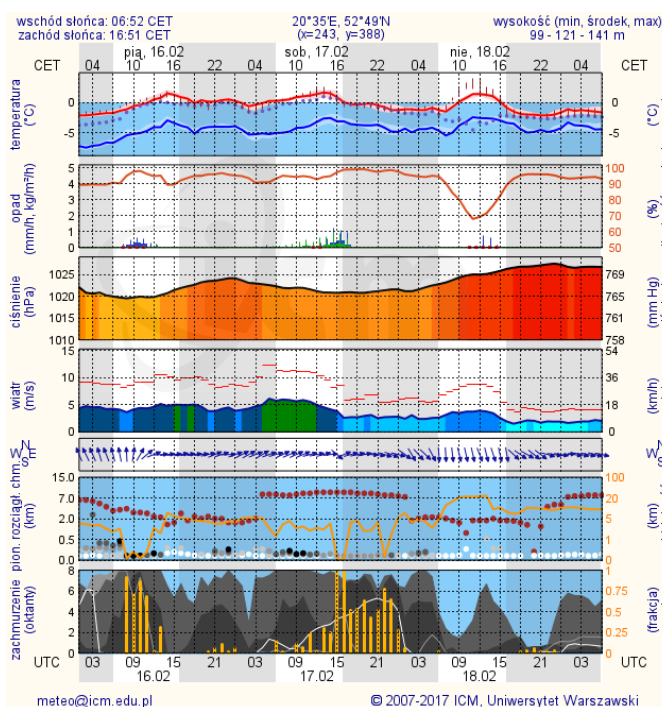 wschód słońca: 06:52 CET 20°35'E, 52°49'N wysokość (min, środek, max)
zachód słońca: 16:51 CET (x=243, y=388) 99 - 121 - 141 m
pią, 16.02 sob, 17.02 nie, 18.02
CET 04 10 16 22 04 10 16 22 04 10 16 22 04 CET
temperatura (°C)
0 0
-5 -5
opad (mm/h, kg/m²/h)
5 100
4 90
3 80
2 70
1 60
0 50
(%)
ciśnienie (hPa)
1025 769
1020 765
1015 761
1010 758
(mm Hg)
wiatr (m/s)
15 54
10 36
5 18
0 0
(km/h)
N
W E
S
N
W E
S
pion. rozciągł. chm. (km)
15.0 100
7.0 20
2.0 5
0.5 1
0.0 0
(km)
zachmurzenie (oktanty)
8 1
6 0.75
4 0.5
2 0.25
0 0
(frakcja)
UTC 03 09 15 21 03 09 15 21 03 09 15 21 03 UTC
16.02 17.02 18.02
meteo@icm.edu.pl © 2007-2017 ICM, Uniwersytet Warszawski